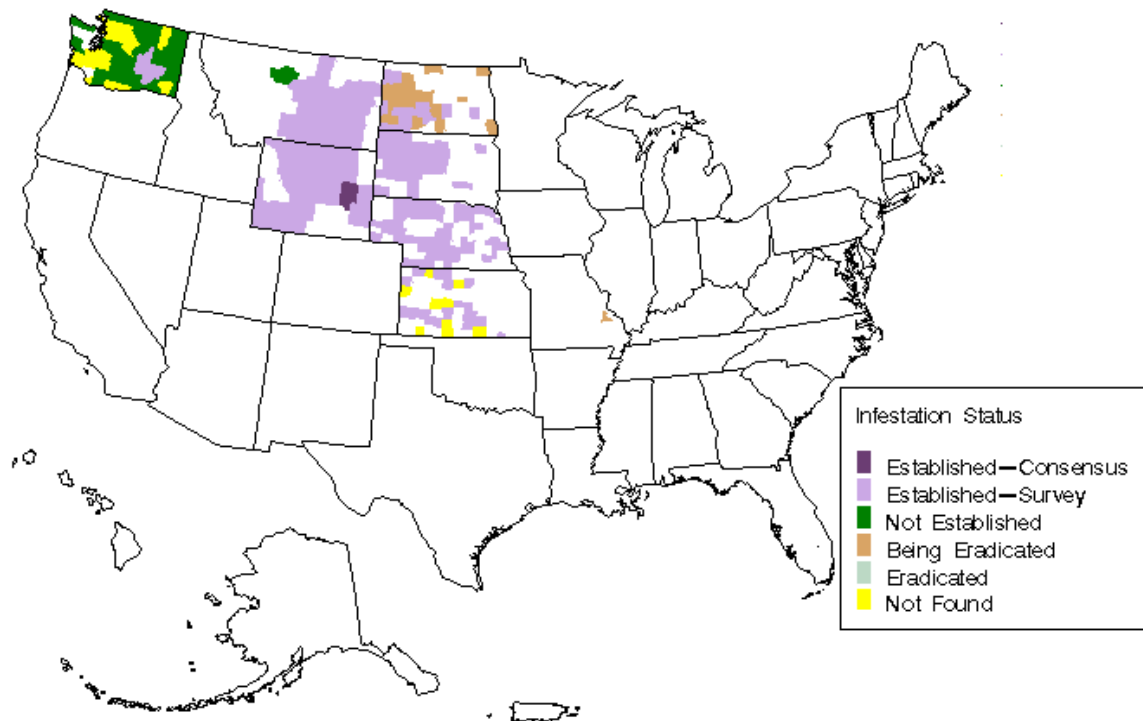 Infestation Status
Established—Consensus
Established—Survey
Not Established
Being Eradicated
Eradicated
Not Found